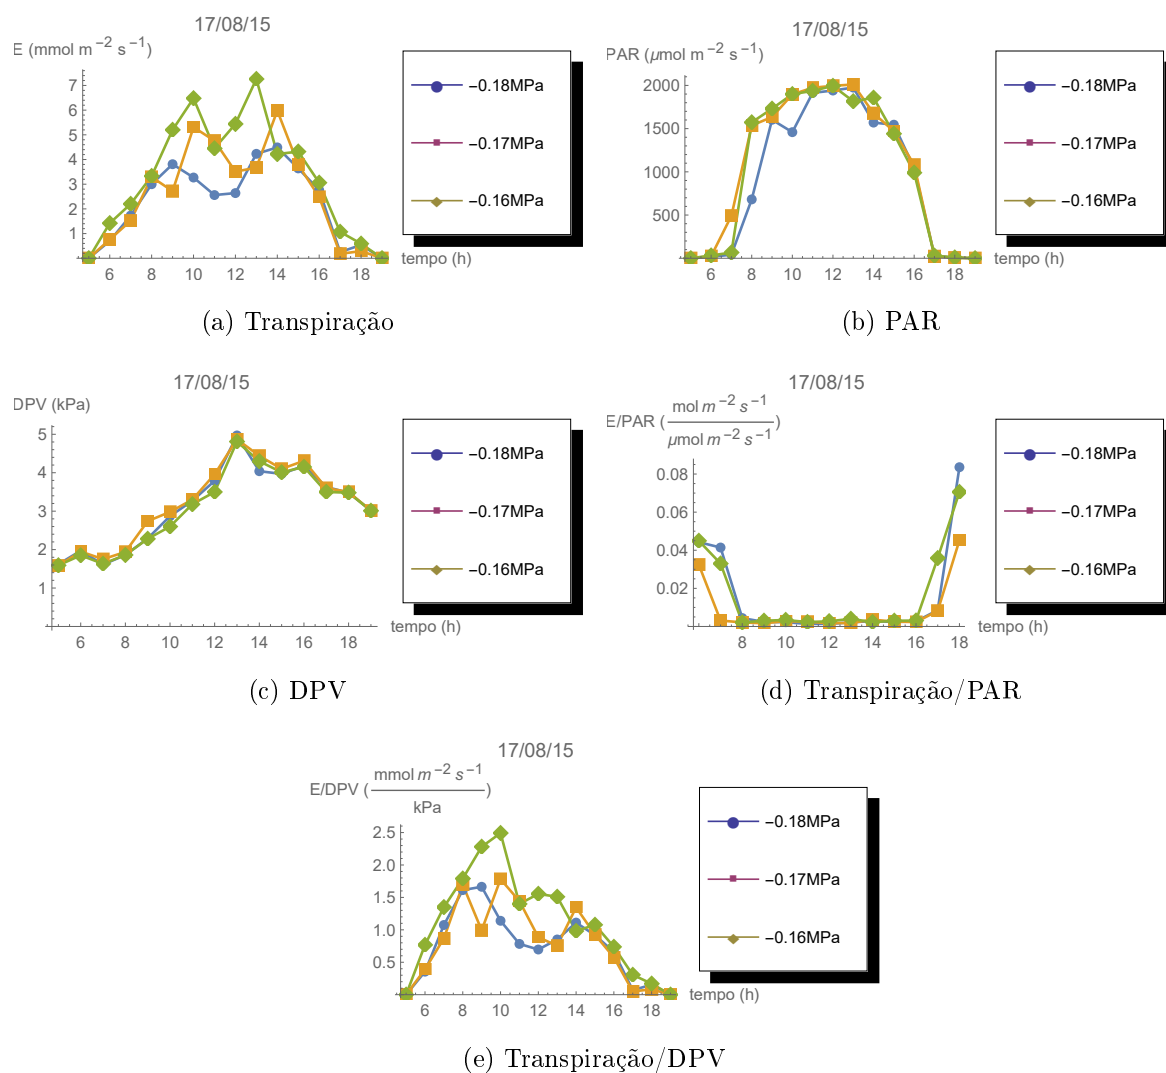 17/08/15
E (mmol m⁻² s⁻¹)
7
6
5
4
3
2
1
6 8 10 12 14 16 18
tempo (h)
−0.18MPa
−0.17MPa
−0.16MPa
(a) Transpiração
17/08/15
PAR (μmol m⁻² s⁻¹)
2000
1500
1000
500
6 8 10 12 14 16 18
tempo (h)
−0.18MPa
−0.17MPa
−0.16MPa
(b) PAR
17/08/15
DPV (kPa)
5
4
3
2
1
6 8 10 12 14 16 18
tempo (h)
−0.18MPa
−0.17MPa
−0.16MPa
(c) DPV
17/08/15
E/PAR (mol m⁻² s⁻¹ / μmol m⁻² s⁻¹)
0.08
0.06
0.04
0.02
8 10 12 14 16 18
tempo (h)
−0.18MPa
−0.17MPa
−0.16MPa
(d) Transpiração/PAR
17/08/15
E/DPV (mmol m⁻² s⁻¹ / kPa)
2.5
2.0
1.5
1.0
0.5
6 8 10 12 14 16 18
tempo (h)
−0.18MPa
−0.17MPa
−0.16MPa
(e) Transpiração/DPV